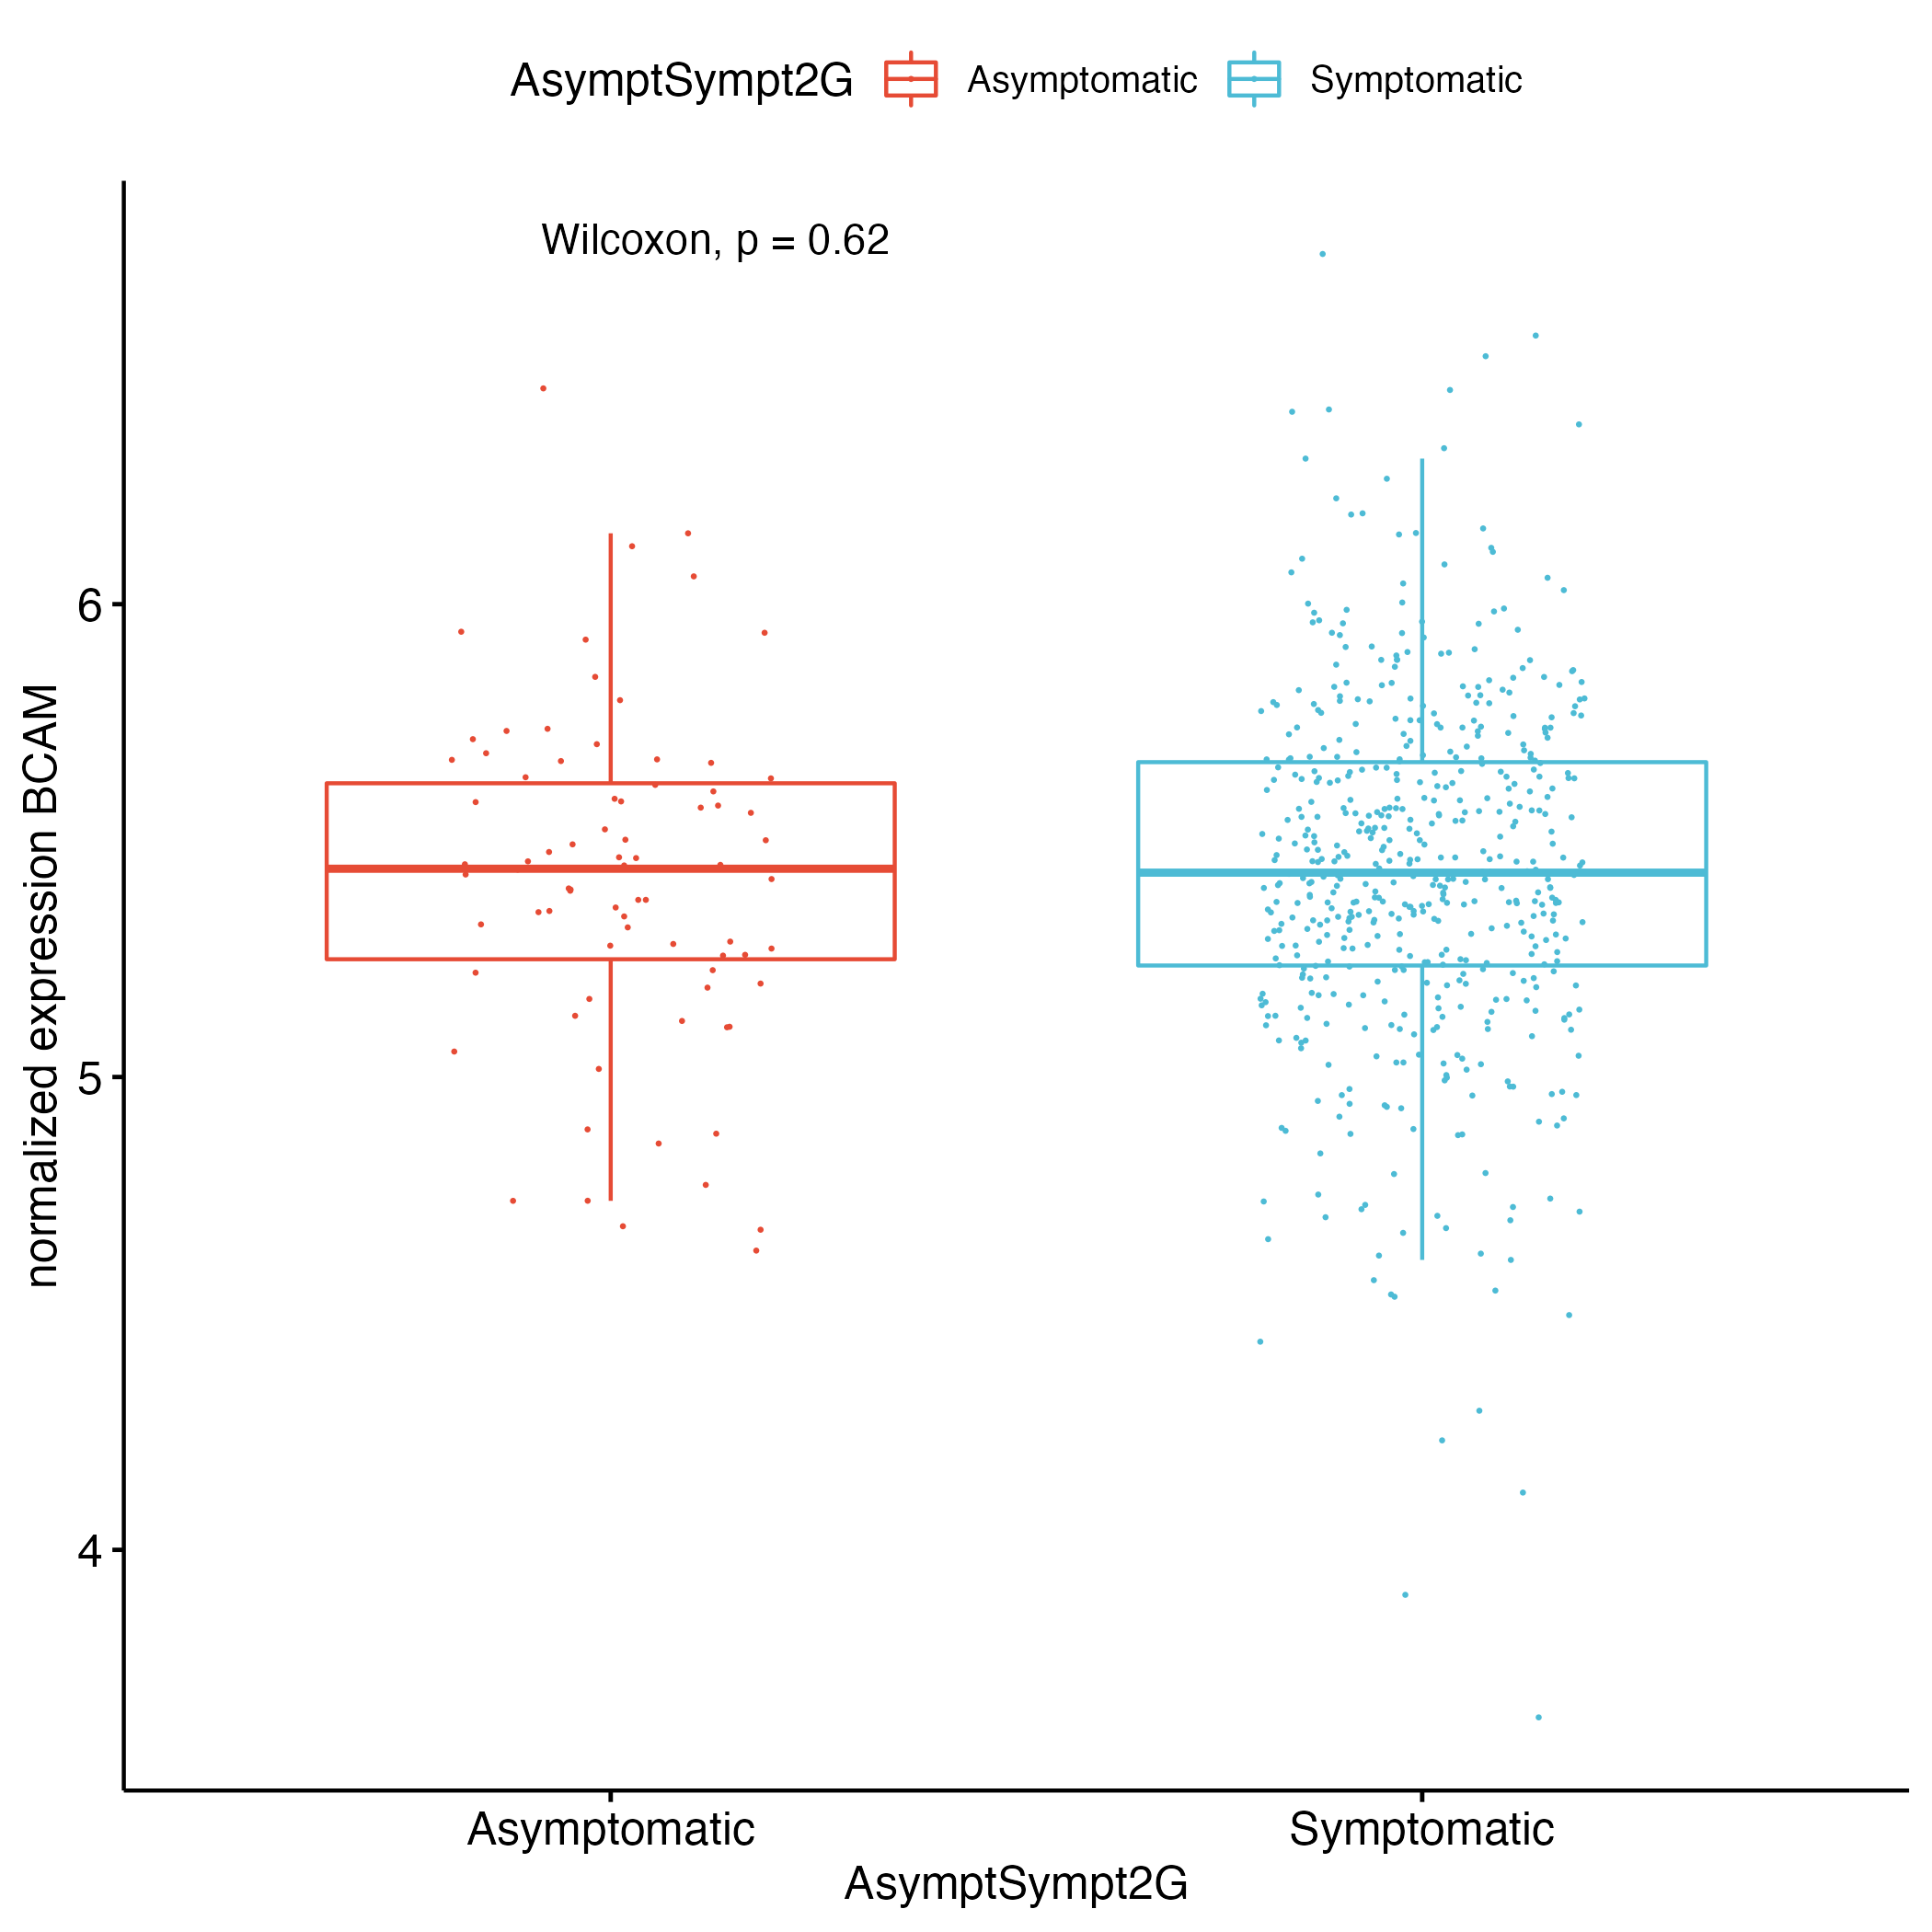 AsymptSympt2G Asymptomatic Symptomatic
Wilcoxon, p = 0.62
normalized expression BCAM
6
5
4
Asymptomatic Symptomatic
AsymptSympt2G